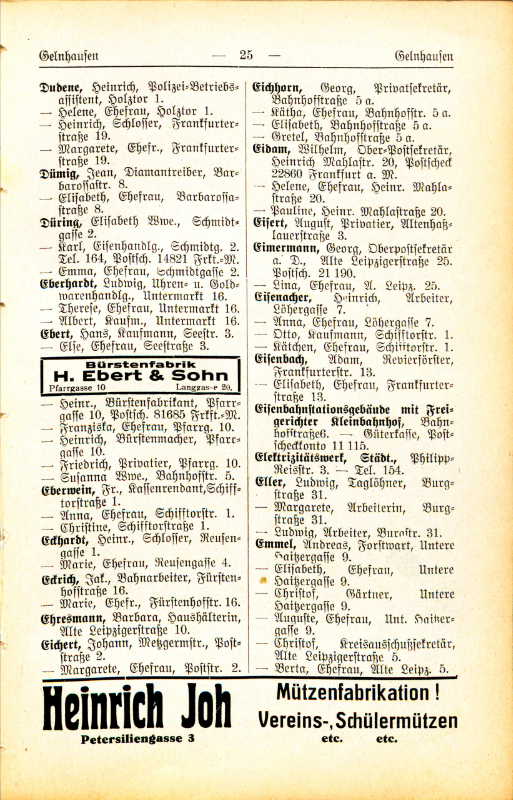 Gelnhausen — 25 — Gelnhausen
Dudene, Heinrich, Polizei-Betriebs-
assistent, Holztor 1.
— Helene, Ehefrau, Holztor 1.
— Heinrich, Schlosser, Frankfurter-
straße 19.
— Margarete, Ehefr., Frankfurter-
straße 19.
Dümig, Jean, Diamantreiber, Bar-
barossastr. 8.
— Elisabeth, Ehefrau, Barbarossa-
straße 8.
Düring, Elisabeth Wwe., Schmidt-
gasse 2.
— Karl, Eisenhandlg., Schmidtg. 2.
Tel. 164, Postsch. 14821 Frkt.-M.
— Emma, Ehefrau, Schmidtgasse 2.
Eberhardt, Ludwig, Uhren- u. Gold-
warenhandlg., Untermarkt 16.
— Therese, Ehefrau, Untermarkt 16.
— Albert, Kaufm., Untermarkt 16.
Ebert, Hans, Kaufmann, Seestr. 3.
— Else, Ehefrau, Seestraße 3.
Bürstenfabrik
H. Ebert & Sohn
Pfarrgasse 10 Langgasse 20.
— Heinr., Bürstenfabrikant, Pfarr-
gasse 10, Postsch. 81685 Frkft.-M.
— Franziska, Ehefrau, Pfarrg. 10.
— Heinrich, Bürstenmacher, Pfarr-
gasse 10.
— Friedrich, Privatier, Pfarrg. 10.
— Susanna Wwe., Bahnhofstr. 5.
Eberwein, Fr., Kassenrendant, Schiff-
torstraße 1.
— Anna, Ehefrau, Schifftorstr. 1.
— Christine, Schifftorstraße 1.
Eckhardt, Heinr., Schlosser, Reusen-
gasse 1.
— Marie, Ehefrau, Reusengasse 4.
Eckrich, Jak., Bahnarbeiter, Fürsten-
hofstraße 16.
— Marie, Ehefr., Fürstenhofstr. 16.
Ehresmann, Barbara, Haushälterin,
Alte Leipzigerstraße 10.
Eichert, Johann, Metzgermstr., Post-
straße 2.
— Margarete, Ehefrau, Poststr. 2.
Eichhorn, Georg, Privatsekretär,
Bahnhofstraße 5 a.
— Kätha, Ehefrau, Bahnhofstr. 5 a.
— Elisabeth, Bahnhofstraße 5 a.
— Gretel, Bahnhofstraße 5 a.
Eidam, Wilhelm, Ober-Postsekretär,
Heinrich Mahlastr. 20, Postscheck
22860 Frankfurt a. M.
— Helene, Ehefrau, Heinr. Mahla-
straße 20.
— Pauline, Heinr. Mahlastraße 20.
Eisert, August, Privatier, Altenhaß-
lauerstraße 3.
Eimermann, Georg, Oberpostsekretär
a. D., Alte Leipzigerstraße 25.
Postsch. 21 190.
— Lina, Ehefrau, A. Leipz. 25.
Eisenacher, Heinrich, Arbeiter,
Löhergasse 7.
— Anna, Ehefrau, Löhergasse 7.
— Otto, Kaufmann, Schifftorstr. 1.
— Kätchen, Ehefrau, Schifftorstr. 1.
Eisenbach, Adam, Revierförster,
Frankfurterstr. 13.
— Elisabeth, Ehefrau, Frankfurter-
straße 13.
Eisenbahnstationsgebäude mit Frei-
gerichter Kleinbahnhof, Bahn-
hofstraße6. — Güterkasse, Post-
scheckkonto 11 115.
Elektrizitätswerk, Städt., Philipp-
Reisstr. 3. — Tel. 154.
Eller, Ludwig, Taglöhner, Burg-
straße 31.
— Margarete, Arbeiterin, Burg-
straße 31.
— Ludwig, Arbeiter, Burgstr. 31.
Emmel, Andreas, Forstwart, Untere
Haitzergasse 9.
— Elisabeth, Ehefrau, Untere
Haitzergasse 9.
— Christof, Gärtner, Untere
Haitzergasse 9.
— Auguste, Ehefrau, Unt. Haitzer-
gasse 9.
— Christof, Kreisausschußsekretär,
Alte Leipzigerstraße 5.
— Berta, Ehefrau, Alte Leipz. 5.
Heinrich Joh
Petersiliengasse 3
Mützenfabrikation!
Vereins-, Schülermützen
etc. etc.